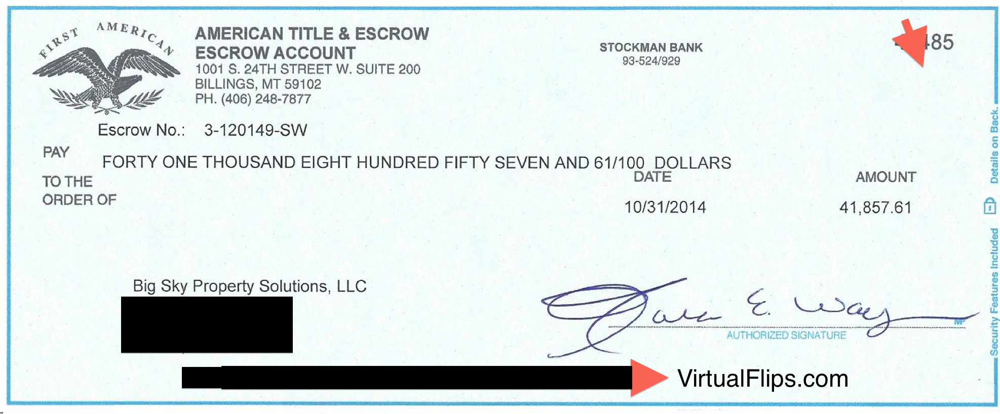 FIRST AMERICAN
AMERICAN TITLE & ESCROW
ESCROW ACCOUNT
1001 S. 24TH STREET W. SUITE 200
BILLINGS, MT 59102
PH. (406) 248-7877
STOCKMAN BANK
93-524/929
485
Escrow No.: 3-120149-SW
PAY
FORTY ONE THOUSAND EIGHT HUNDRED FIFTY SEVEN AND 61/100 DOLLARS
TO THE
ORDER OF
DATE
AMOUNT
10/31/2014
41,857.61
Big Sky Property Solutions, LLC
E. Way
AUTHORIZED SIGNATURE
MP
VirtualFlips.com
Security Features Included Details on Back.